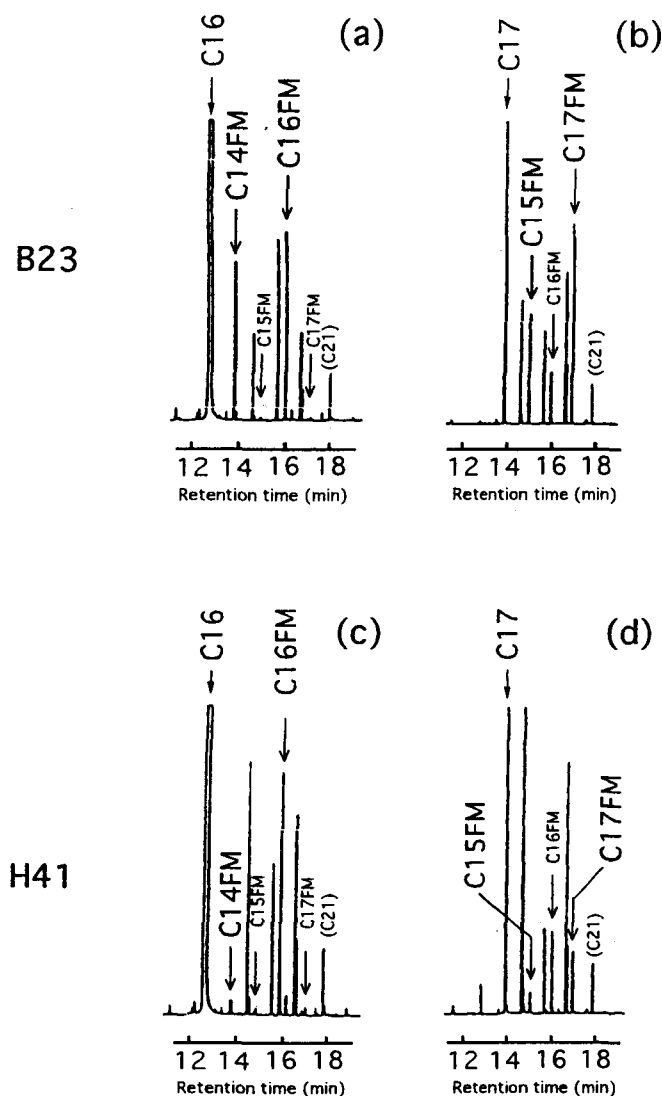 (a)
C16
C14FM
C16FM
C15FM
C17FM
(C21)
B23
12 14 16 18
Retention time (min)
(b)
C17
C15FM
C17FM
C16FM
(C21)
12 14 16 18
Retention time (min)
(c)
C16
C16FM
C14FM
C15FM
C17FM
(C21)
H41
12 14 16 18
Retention time (min)
(d)
C17
C15FM
C16FM
C17FM
(C21)
12 14 16 18
Retention time (min)